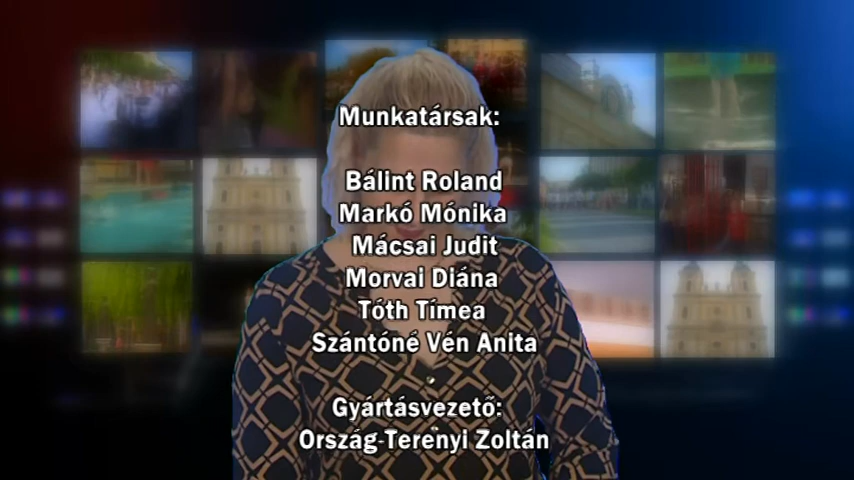 Munkatársak:
Bálint Roland
Markó Mónika
Mácsai Judit
Morvai Diána
Tóth Tímea
Szántóné Vén Anita
Gyártásvezető:
Ország-Terényi Zoltán